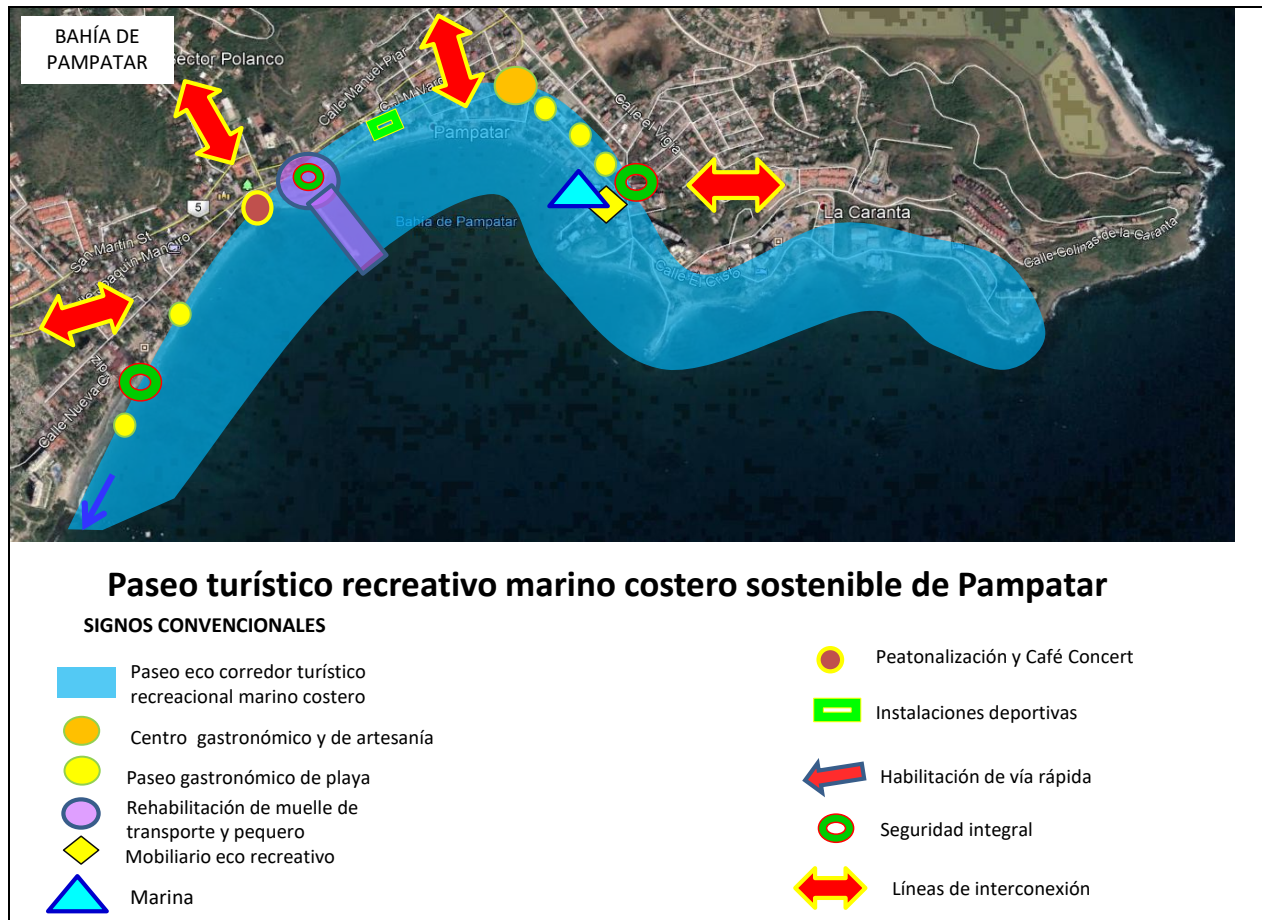 BAHÍA DE
PAMPATAR
Sector Polanco
Calle Manuel Piar
C J M Varg
Calle el Vigía
Pampatar
5
Bahía de Pampatar
La Caranta
San Martín St
Joaquín Maneiro
Calle El Cristo
Calle Colinas de la Caranta
Calle Nueva C
Paseo turístico recreativo marino costero sostenible de Pampatar
SIGNOS CONVENCIONALES
Paseo eco corredor turístico
recreacional marino costero
Centro gastronómico y de artesanía
Paseo gastronómico de playa
Rehabilitación de muelle de
transporte y pequero
Mobiliario eco recreativo
Marina
Peatonalización y Café Concert
Instalaciones deportivas
Habilitación de vía rápida
Seguridad integral
Líneas de interconexión